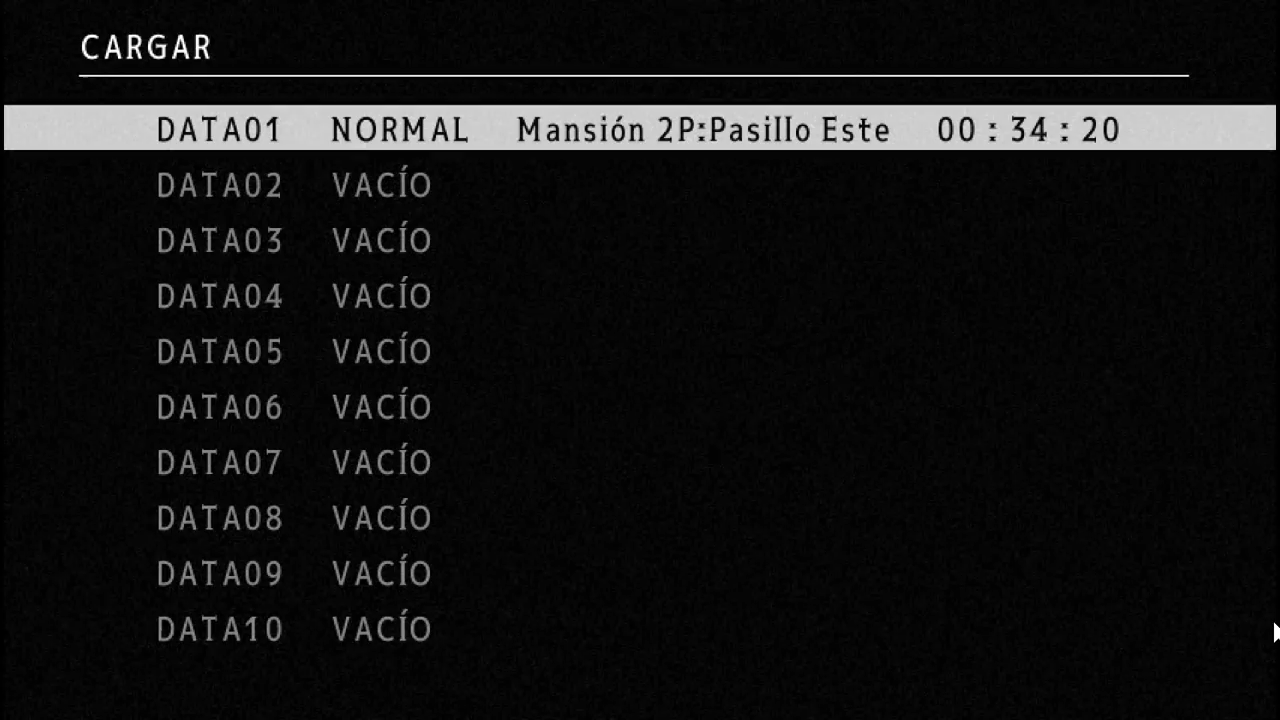 CARGAR
DATA01 NORMAL Mansión 2P:Pasillo Este 00 : 34 : 20
DATA02 VACÍO
DATA03 VACÍO
DATA04 VACÍO
DATA05 VACÍO
DATA06 VACÍO
DATA07 VACÍO
DATA08 VACÍO
DATA09 VACÍO
DATA10 VACÍO